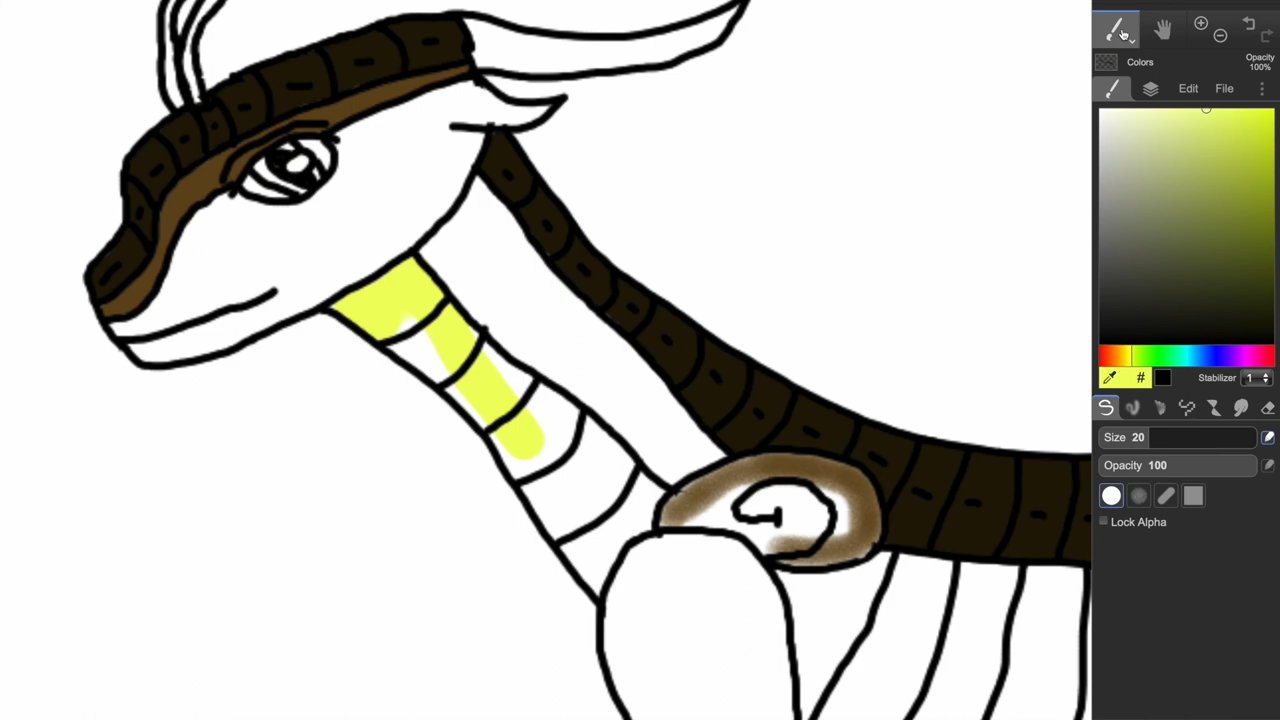 Opacity
Colors 100%
Edit File
# Stabilizer 1
Size 20
Opacity 100
Lock Alpha